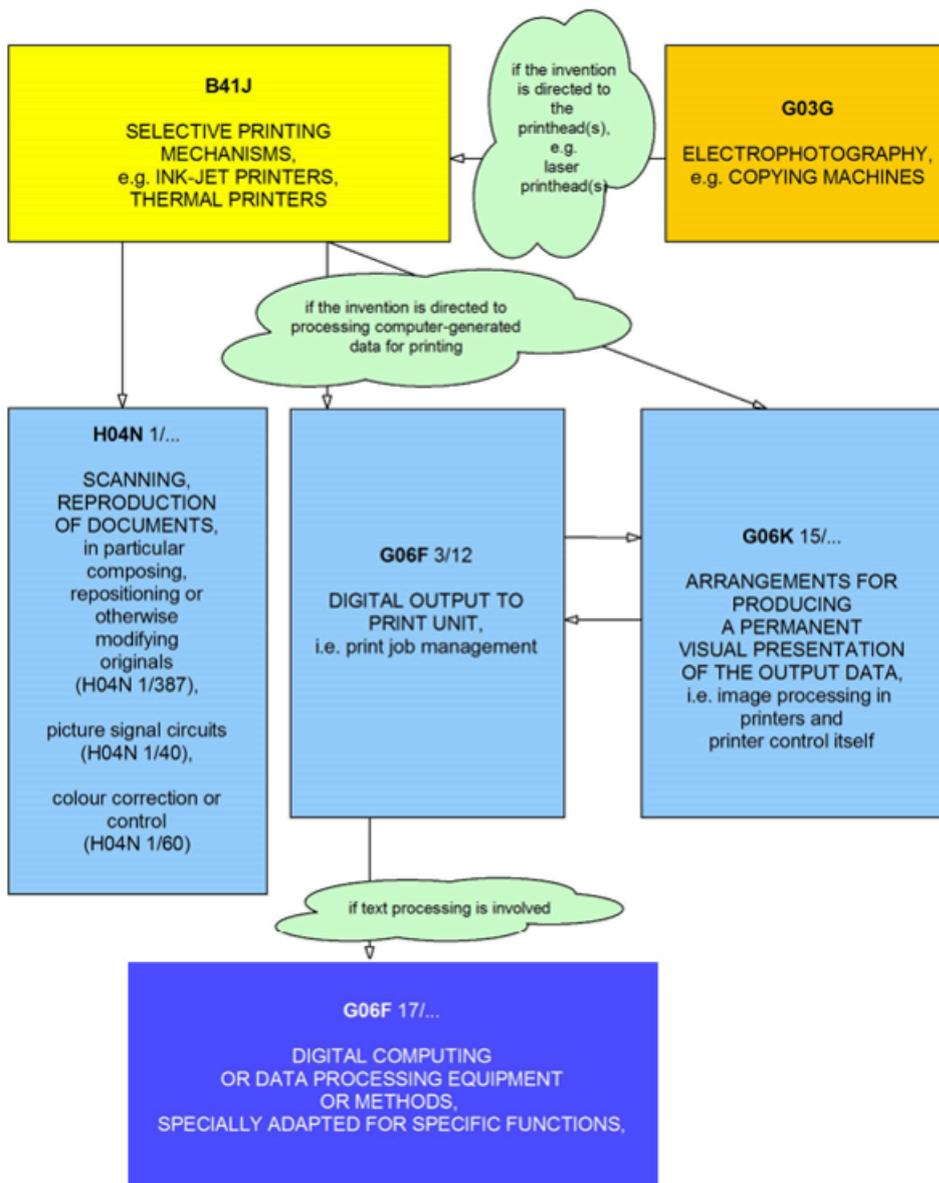 B41J
SELECTIVE PRINTING
MECHANISMS,
e.g. INK-JET PRINTERS,
THERMAL PRINTERS
if the invention
is directed to
the
printhead(s),
e.g.
laser
printhead(s)
G03G
ELECTROPHOTOGRAPHY,
e.g. COPYING MACHINES
if the invention is directed to
processing computer-generated
data for printing
H04N 1/...
SCANNING,
REPRODUCTION
OF DOCUMENTS,
in particular
composing,
repositioning or
otherwise
modifying
originals
(H04N 1/387),
picture signal circuits
(H04N 1/40),
colour correction or
control
(H04N 1/60)
G06F 3/12
DIGITAL OUTPUT TO
PRINT UNIT,
i.e. print job management
G06K 15/...
ARRANGEMENTS FOR
PRODUCING
A PERMANENT
VISUAL PRESENTATION
OF THE OUTPUT DATA,
i.e. image processing in
printers and
printer control itself
if text processing is involved
G06F 17/...
DIGITAL COMPUTING
OR DATA PROCESSING EQUIPMENT
OR METHODS,
SPECIALLY ADAPTED FOR SPECIFIC FUNCTIONS,